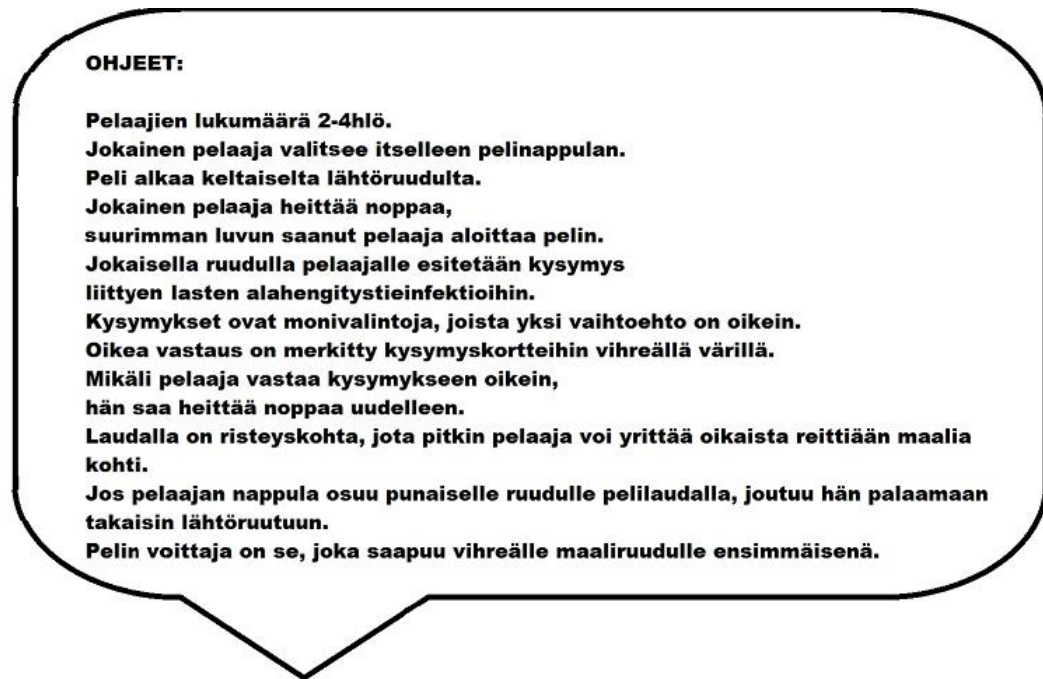 OHJEET:
Pelaajien lukumäärä 2-4hlö.
Jokainen pelaaja valitsee itselleen pelinappulan.
Peli alkaa keltaiselta lähtöruudulta.
Jokainen pelaaja heittää noppaa,
suurimman luvun saanut pelaaja aloittaa pelin.
Jokaisella ruudulla pelaajalle esitetään kysymys
liittyen lasten alahengitystieinfektioihin.
Kysymykset ovat monivalintoja, joista yksi vaihtoehto on oikein.
Oikea vastaus on merkitty kysymyskortteihin vihreällä värillä.
Mikäli pelaaja vastaa kysymykseen oikein,
hän saa heittää noppaa uudelleen.
Laudalla on risteyskohta, jota pitkin pelaaja voi yrittää oikaista reittiään maalia
kohti.
Jos pelaajan nappula osuu punaiselle ruudulle pelilaudalla, joutuu hän palaamaan
takaisin lähtöruutuun.
Pelin voittaja on se, joka saapuu vihreälle maaliruudulle ensimmäisenä.